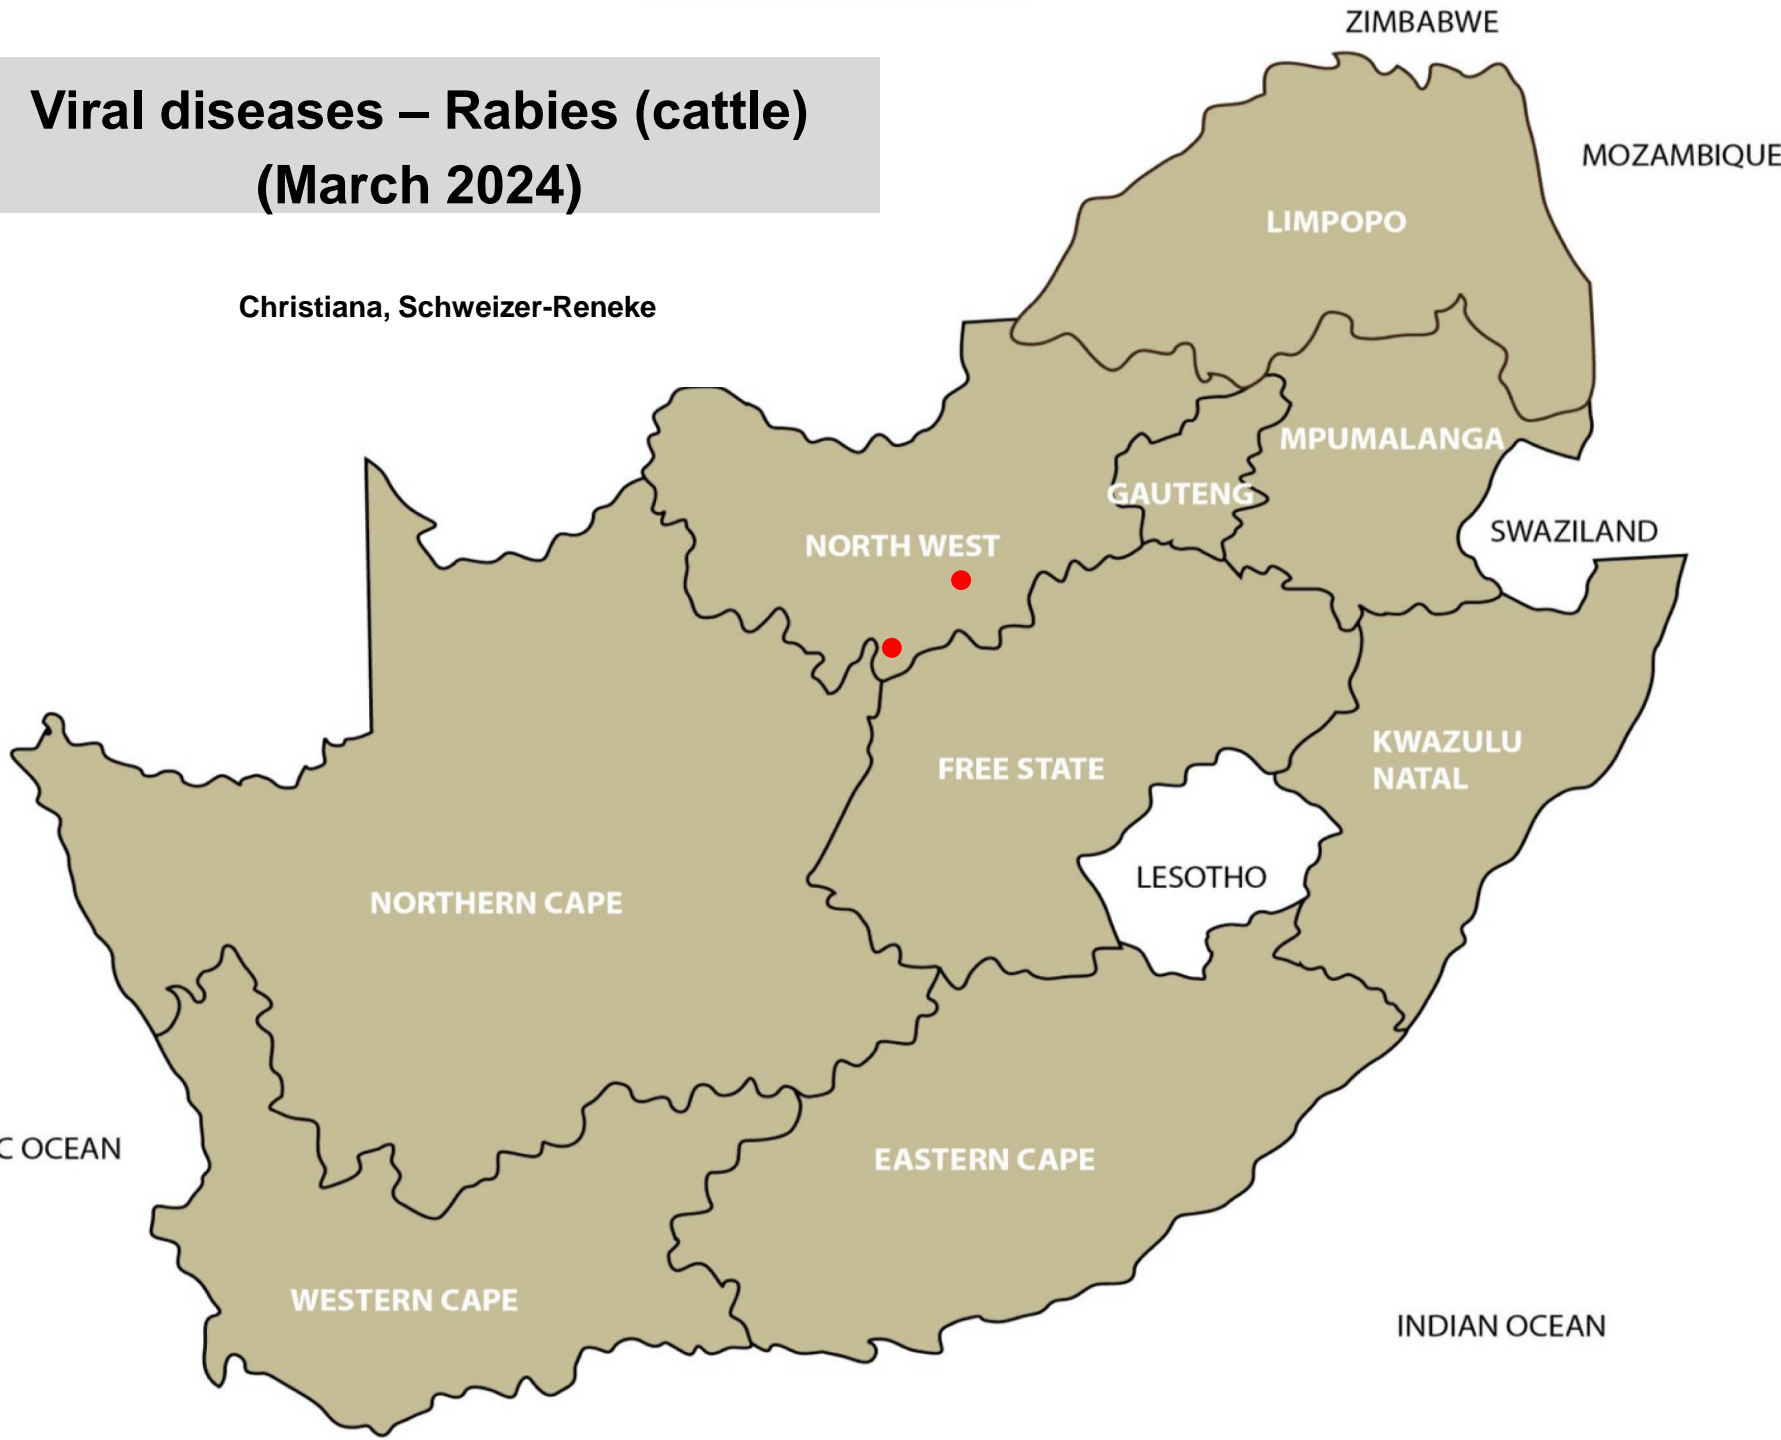 ZIMBABWE
Viral diseases – Rabies (cattle)
(March 2024)
MOZAMBIQUE
LIMPOPO
Christiana, Schweizer-Reneke
MPUMALANGA
GAUTENG
SWAZILAND
NORTH WEST
KWAZULU
NATAL
FREE STATE
LESOTHO
NORTHERN CAPE
C OCEAN
EASTERN CAPE
WESTERN CAPE
INDIAN OCEAN